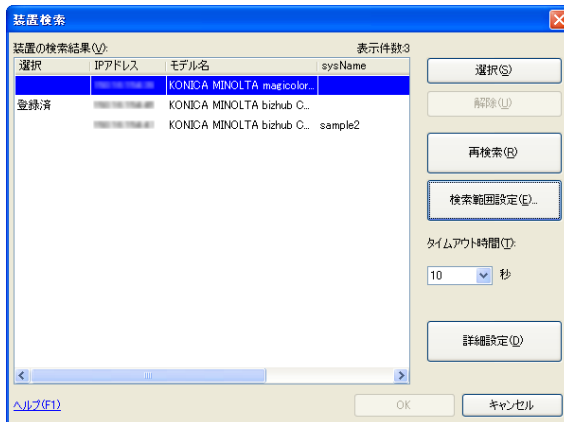 装置検索
装置の検索結果(V): 表示件数:3
選択 IPアドレス モデル名 sysName
KONICA MINOLTA magicolor...
登録済 KONICA MINOLTA bizhub C...
KONICA MINOLTA bizhub C... sample2
選択(S)
解除(U)
再検索(R)
検索範囲設定(E)...
タイムアウト時間(T):
10 秒
詳細設定(D)
ヘルプ(F1) OK キャンセル